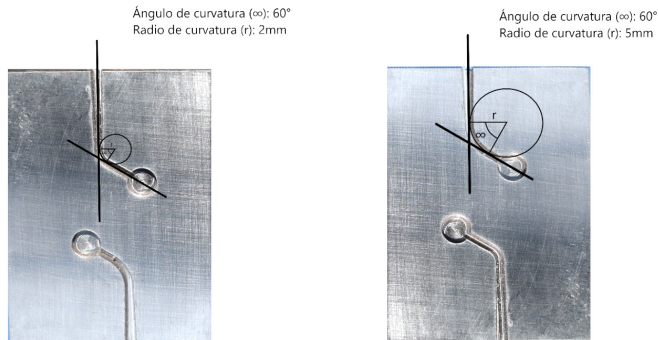 Ángulo de curvatura (∞): 60°
Radio de curvatura (r): 2mm
Ángulo de curvatura (∞): 60°
Radio de curvatura (r): 5mm
r
∞